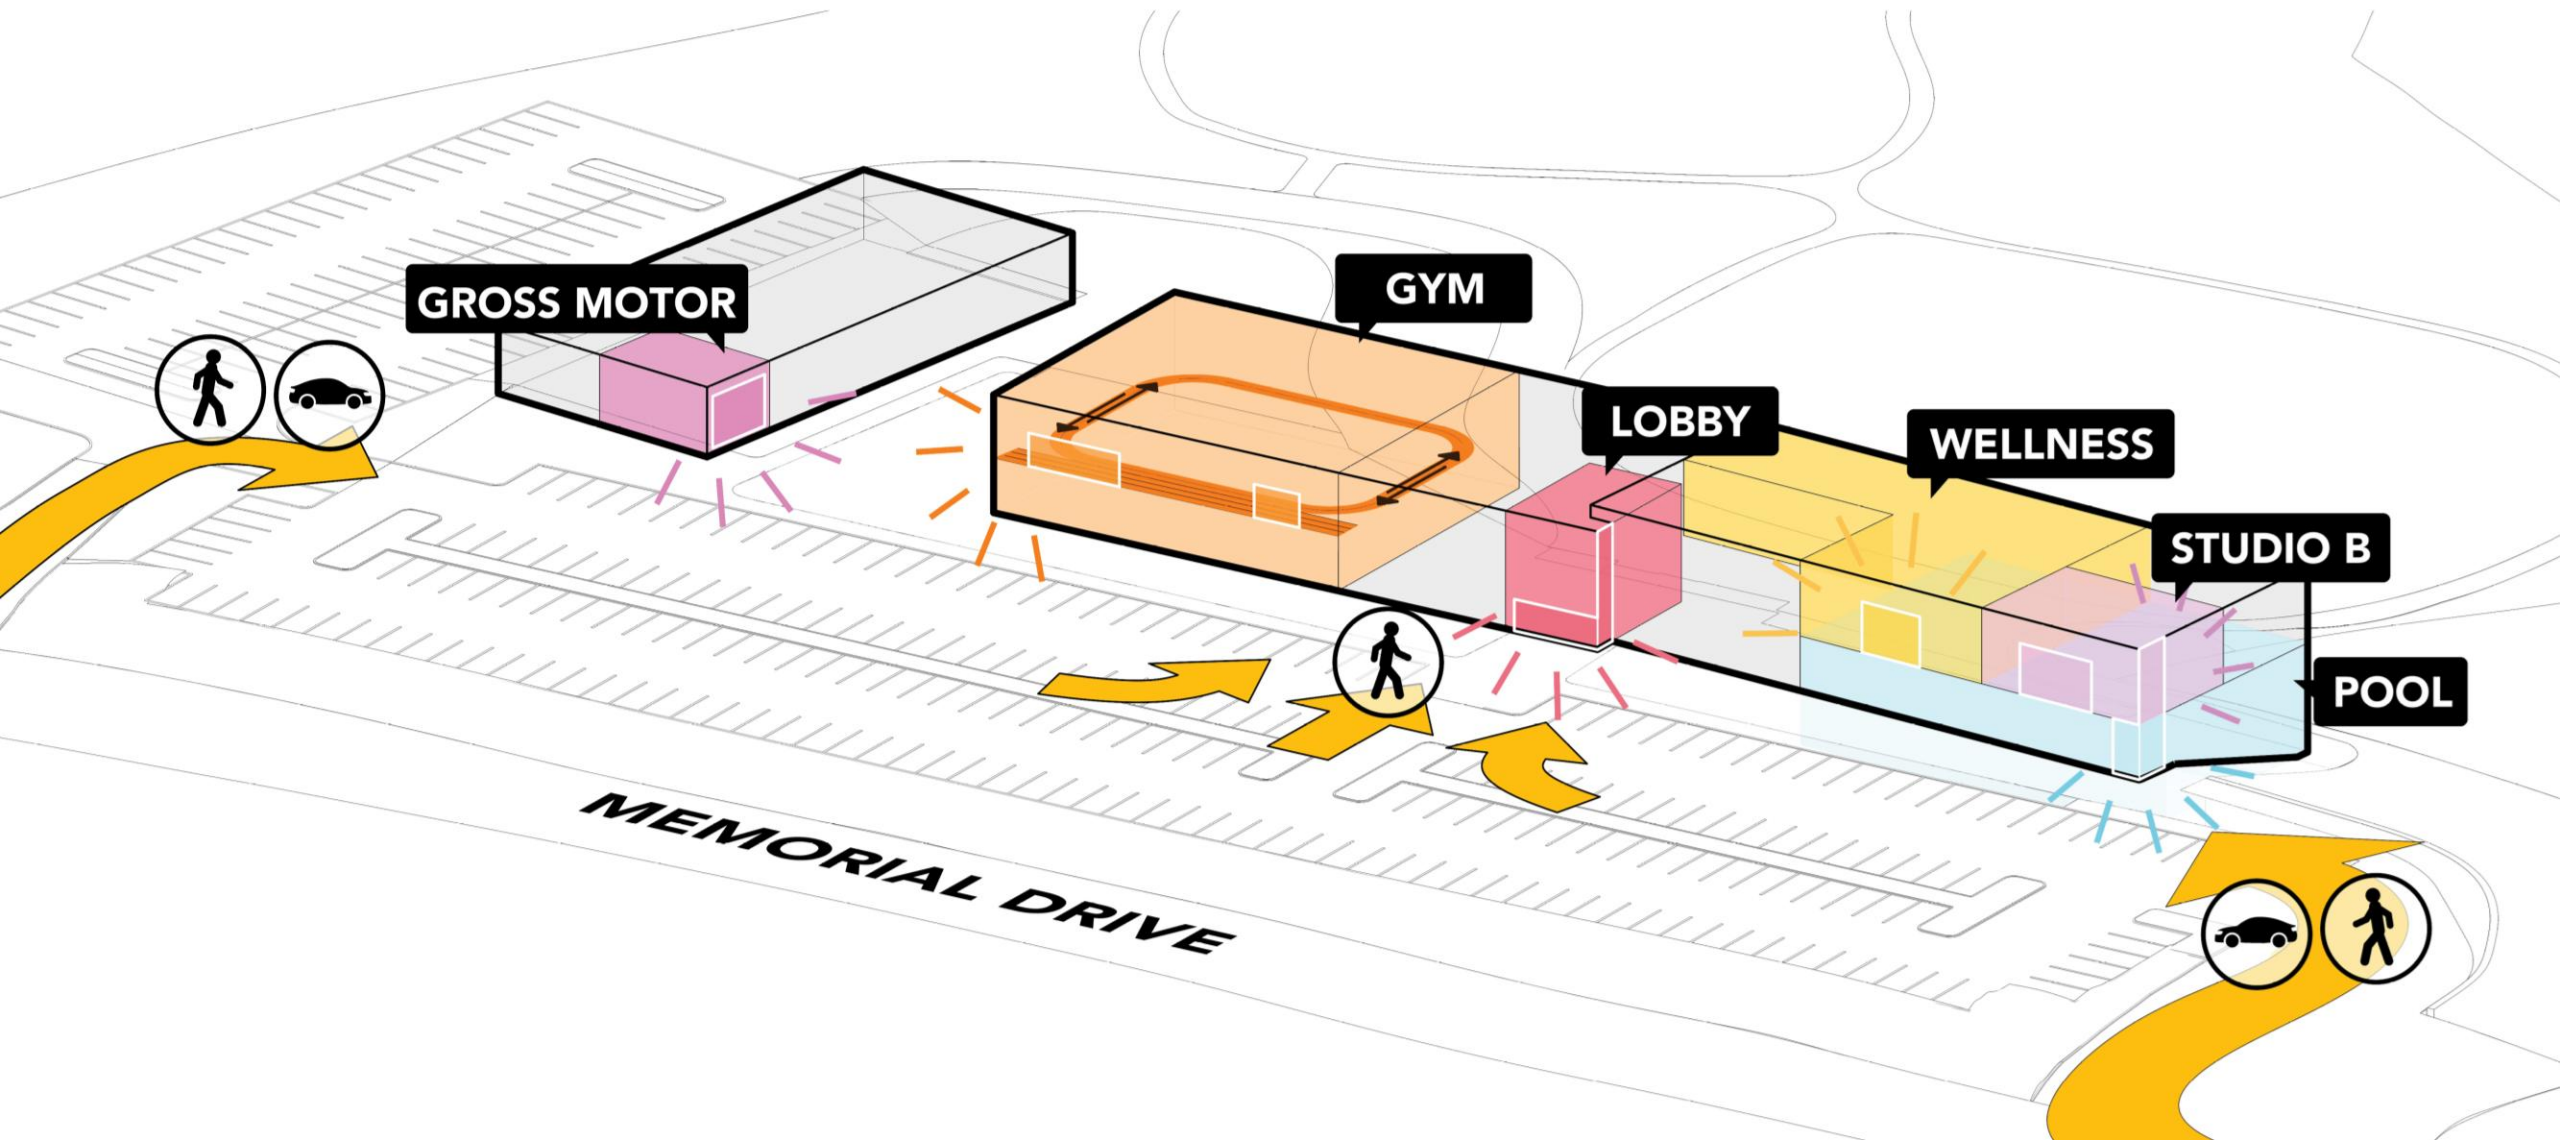 GROSS MOTOR
GYM
LOBBY
WELLNESS
STUDIO B
POOL
MEMORIAL DRIVE